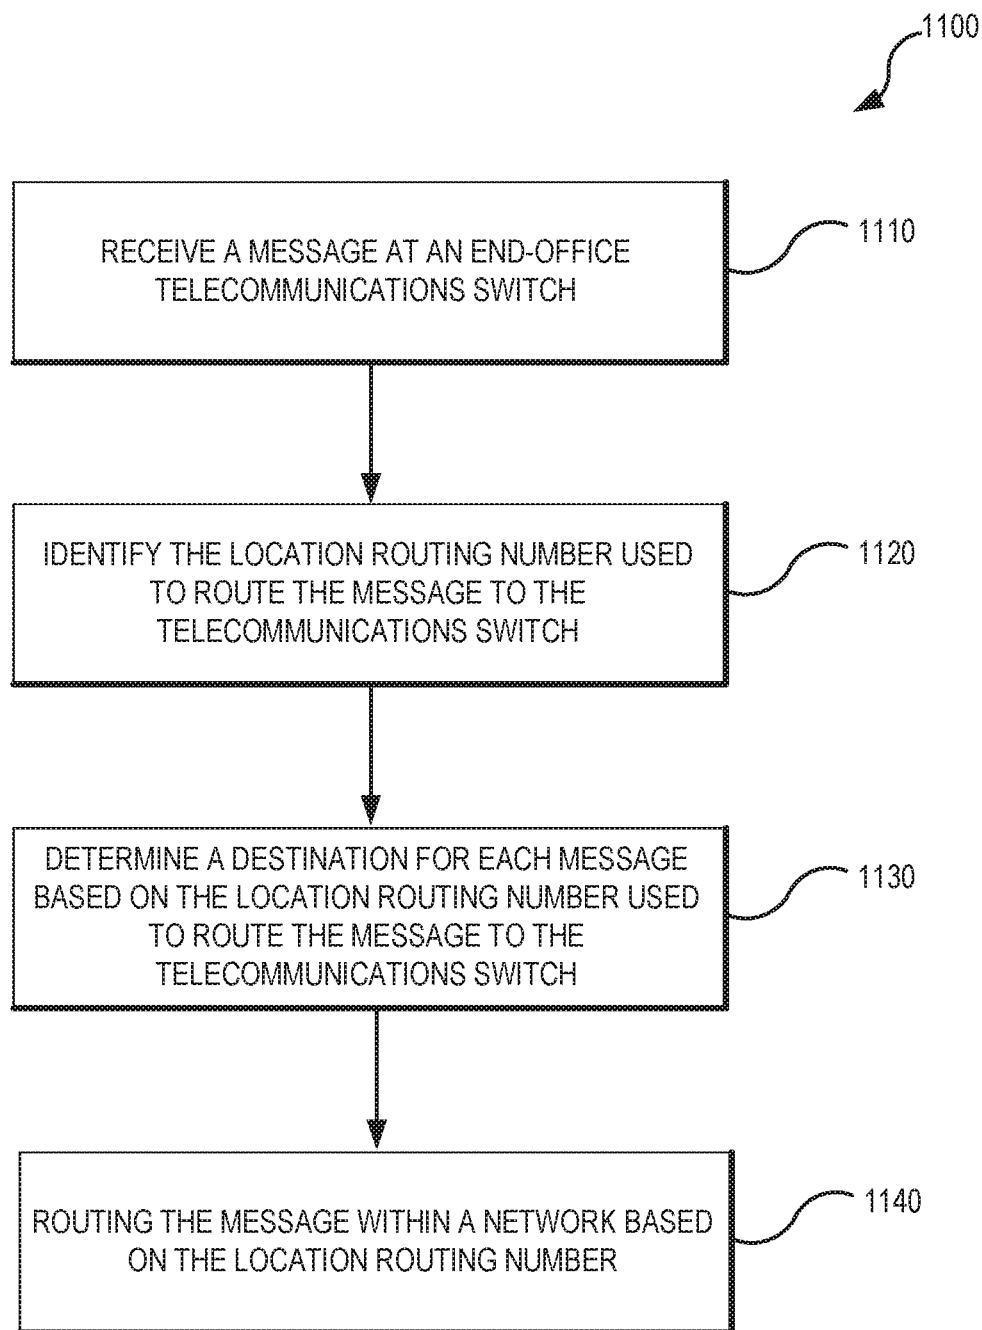 1100
RECEIVE A MESSAGE AT AN END-OFFICE
TELECOMMUNICATIONS SWITCH
1110
IDENTIFY THE LOCATION ROUTING NUMBER USED
TO ROUTE THE MESSAGE TO THE
TELECOMMUNICATIONS SWITCH
1120
DETERMINE A DESTINATION FOR EACH MESSAGE
BASED ON THE LOCATION ROUTING NUMBER USED
TO ROUTE THE MESSAGE TO THE
TELECOMMUNICATIONS SWITCH
1130
ROUTING THE MESSAGE WITHIN A NETWORK BASED
ON THE LOCATION ROUTING NUMBER
1140